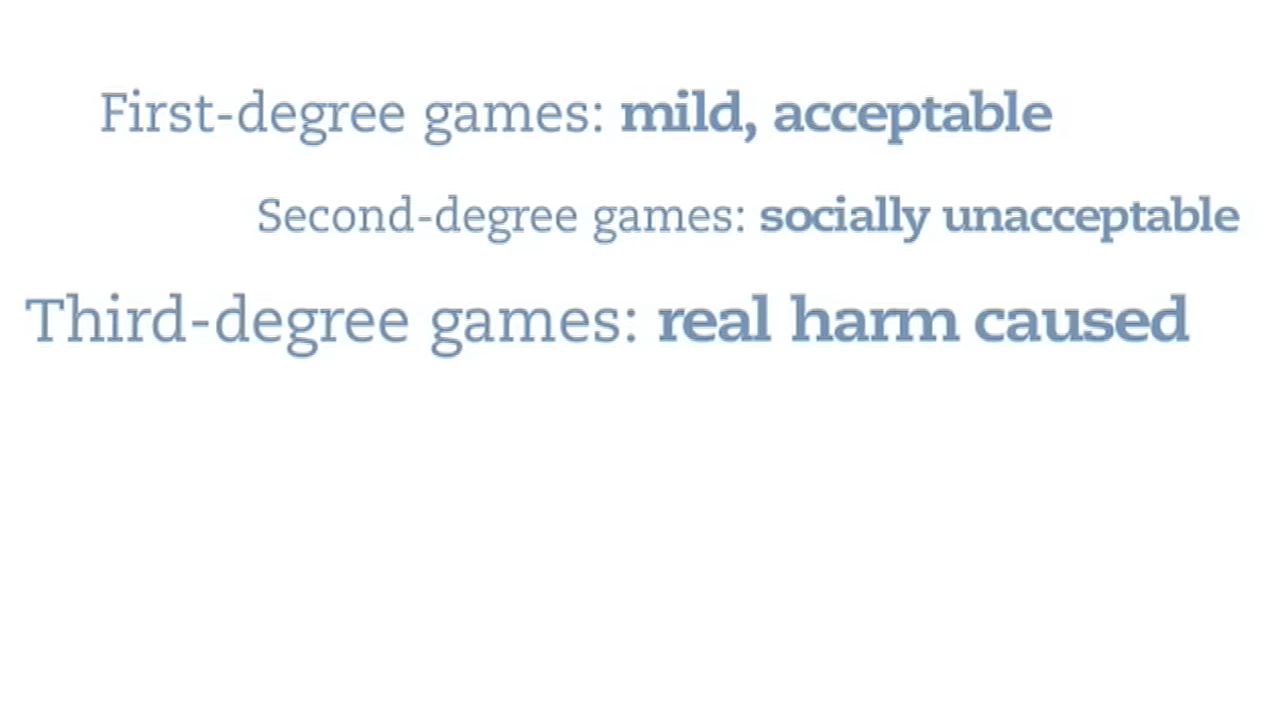 First-degree games: mild, acceptable
Second-degree games: socially unacceptable
Third-degree games: real harm caused